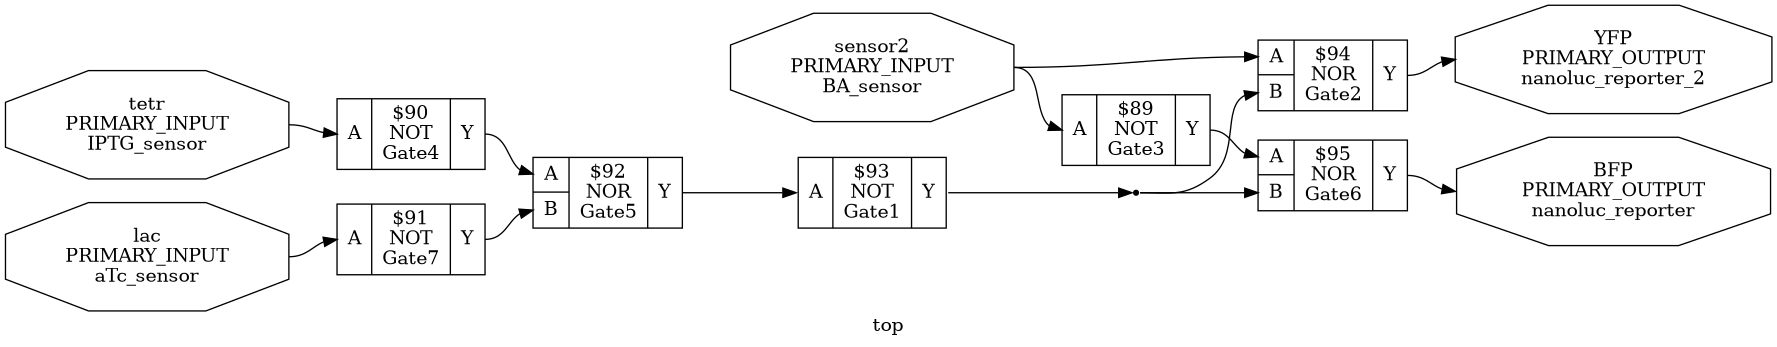 tetr
PRIMARY_INPUT
IPTG_sensor
lac
PRIMARY_INPUT
aTc_sensor
A
$90
NOT
Gate4
Y
A
$91
NOT
Gate7
Y
A
B
$92
NOR
Gate5
Y
sensor2
PRIMARY_INPUT
BA_sensor
A
$93
NOT
Gate1
Y
A
$89
NOT
Gate3
Y
A
B
$94
NOR
Gate2
Y
A
B
$95
NOR
Gate6
Y
YFP
PRIMARY_OUTPUT
nanoluc_reporter_2
BFP
PRIMARY_OUTPUT
nanoluc_reporter
top